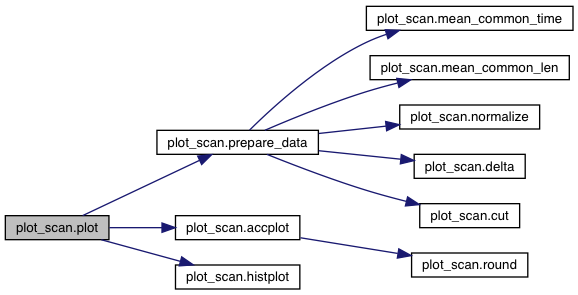 plot_scan.mean_common_time
plot_scan.mean_common_len
plot_scan.normalize
plot_scan.prepare_data
plot_scan.delta
plot_scan.cut
plot_scan.plot
plot_scan.accplot
plot_scan.round
plot_scan.histplot